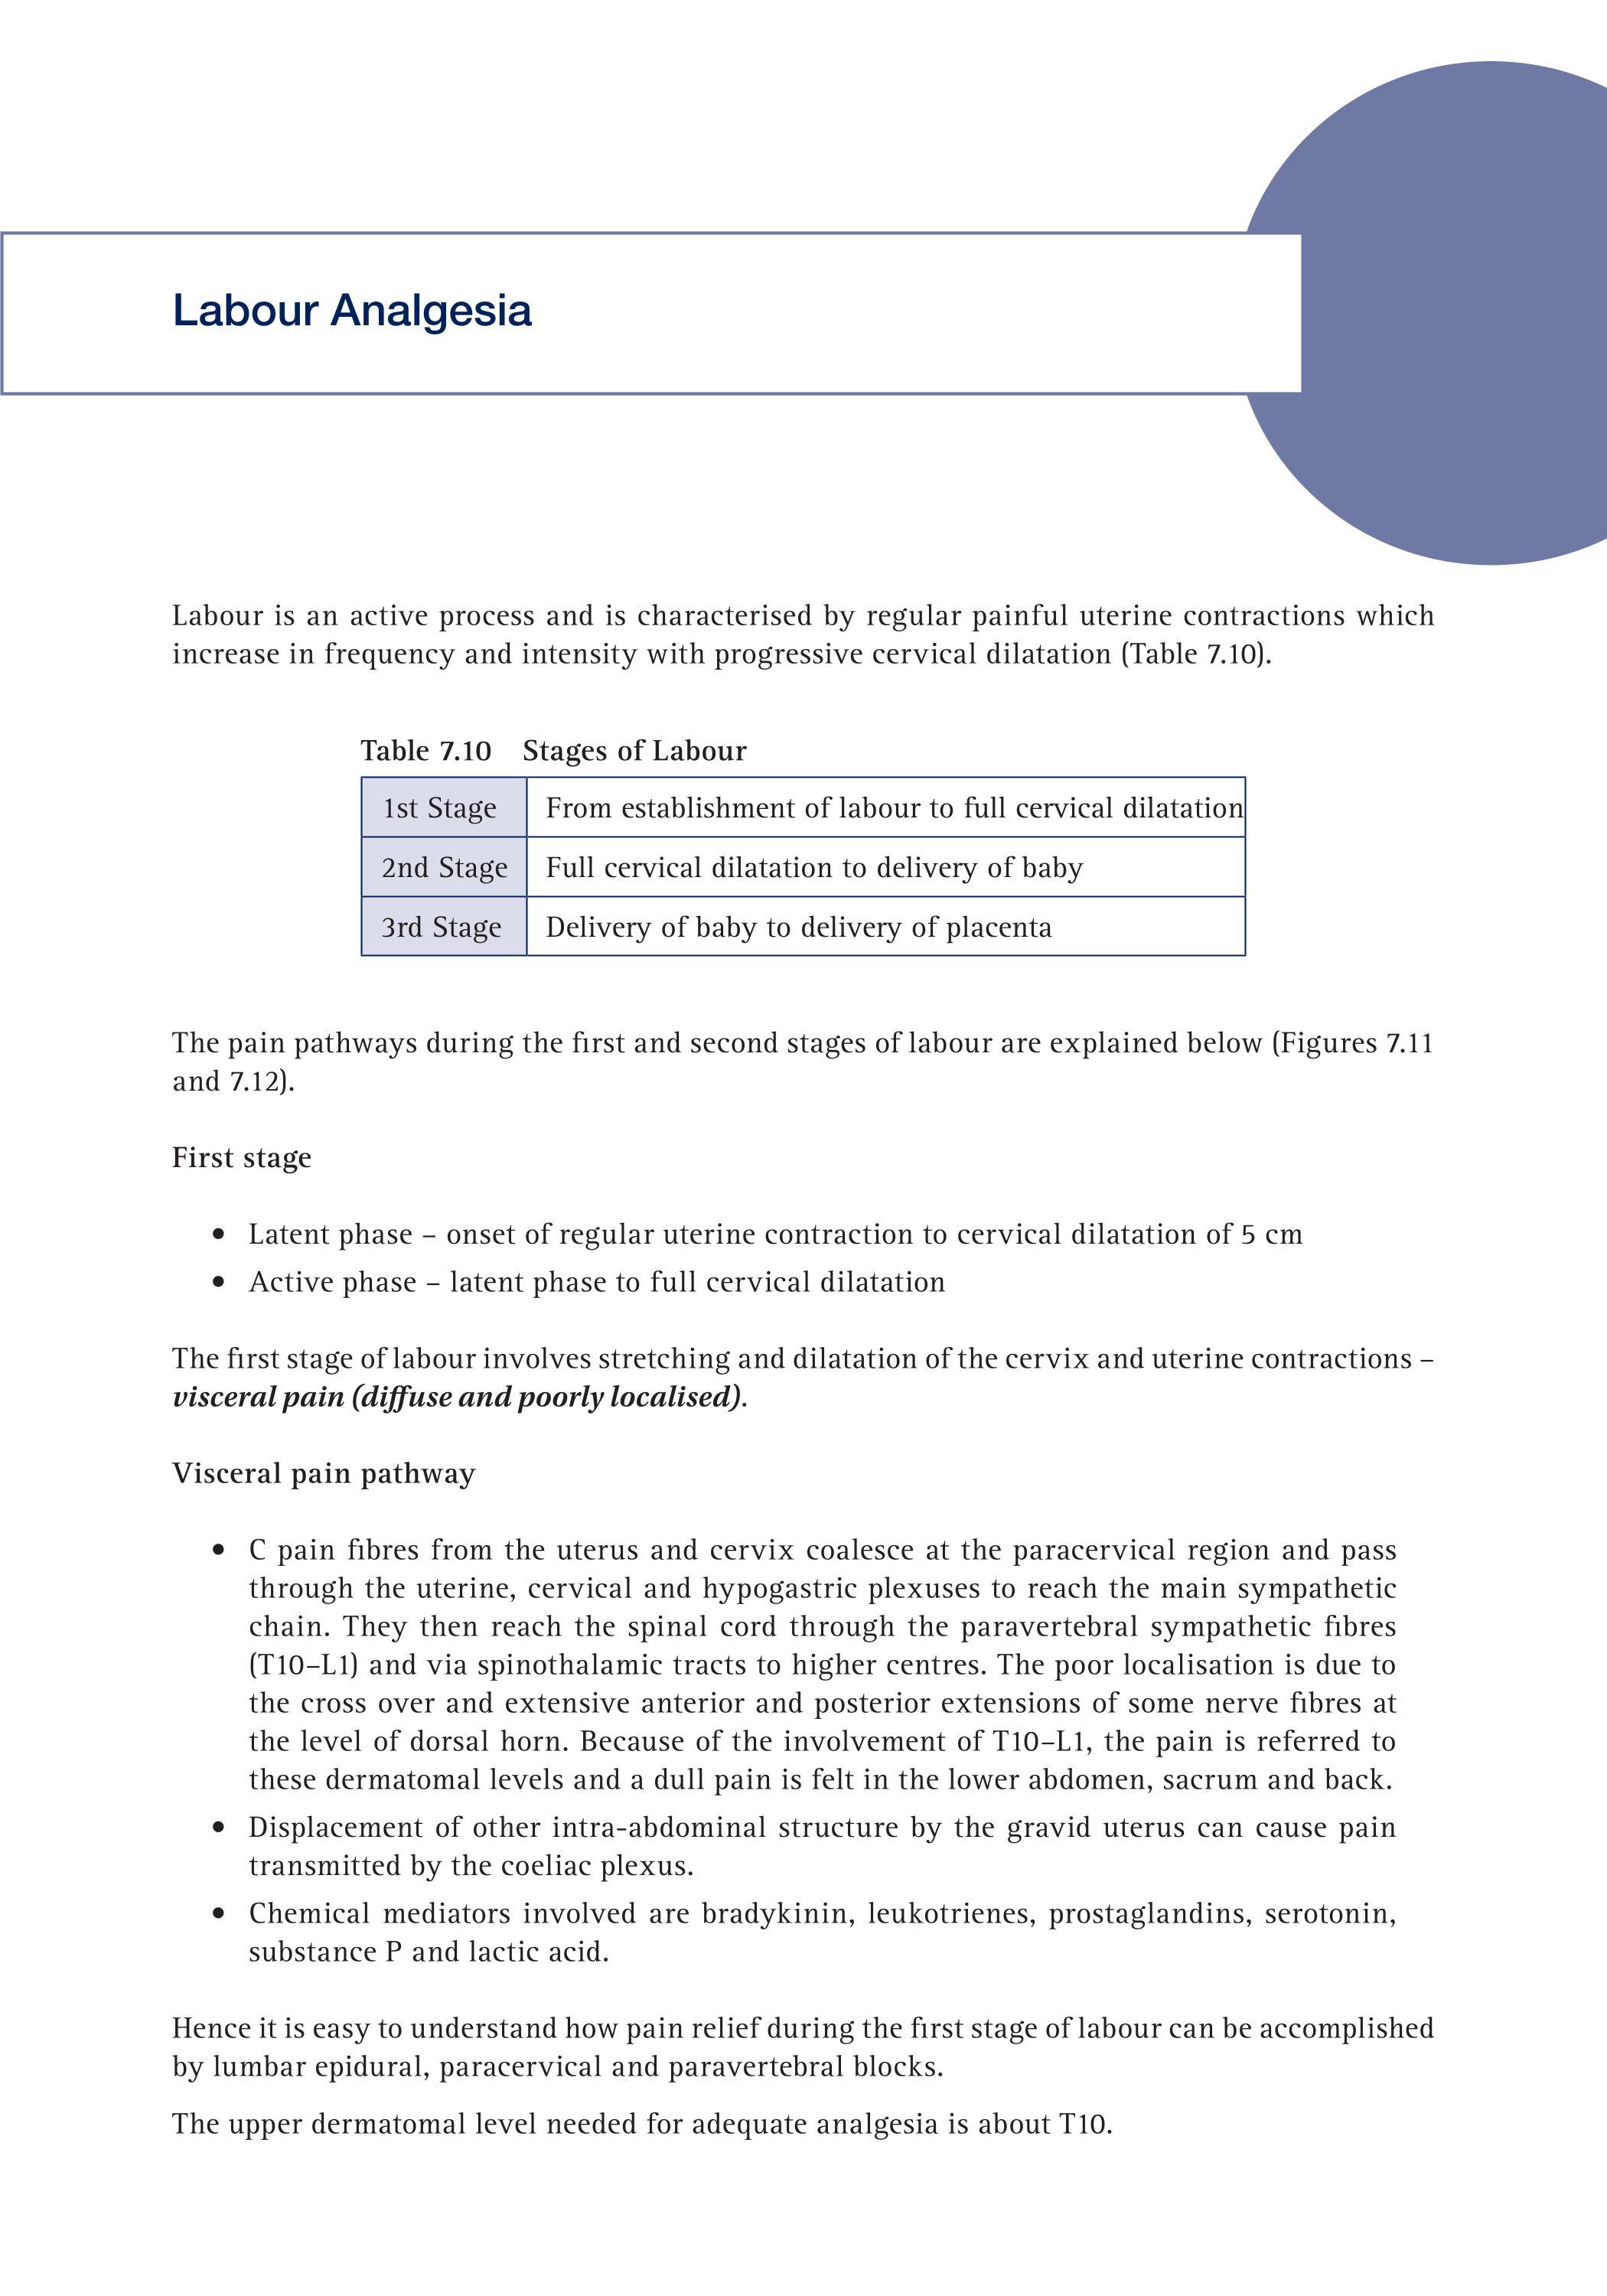 Labour Analgesia
Labour is an active process and is characterised by regular painful uterine contractions which
increase in frequency and intensity with progressive cervical dilatation (Table 7.10).
Table 7.10 Stages of Labour
1st Stage From establishment of labour to full cervical dilatation
2nd Stage Full cervical dilatation to delivery of baby
3rd Stage Delivery of baby to delivery of placenta
The pain pathways during the first and second stages of labour are explained below (Figures 7.11
and 7.12).
First stage
• Latent phase – onset of regular uterine contraction to cervical dilatation of 5 cm
• Active phase – latent phase to full cervical dilatation
The first stage of labour involves stretching and dilatation of the cervix and uterine contractions –
visceral pain (diffuse and poorly localised).
Visceral pain pathway
• C pain fibres from the uterus and cervix coalesce at the paracervical region and pass
through the uterine, cervical and hypogastric plexuses to reach the main sympathetic
chain. They then reach the spinal cord through the paravertebral sympathetic fibres
(T10–L1) and via spinothalamic tracts to higher centres. The poor localisation is due to
the cross over and extensive anterior and posterior extensions of some nerve fibres at
the level of dorsal horn. Because of the involvement of T10–L1, the pain is referred to
these dermatomal levels and a dull pain is felt in the lower abdomen, sacrum and back.
• Displacement of other intra-abdominal structure by the gravid uterus can cause pain
transmitted by the coeliac plexus.
• Chemical mediators involved are bradykinin, leukotrienes, prostaglandins, serotonin,
substance P and lactic acid.
Hence it is easy to understand how pain relief during the first stage of labour can be accomplished
by lumbar epidural, paracervical and paravertebral blocks.
The upper dermatomal level needed for adequate analgesia is about T10.